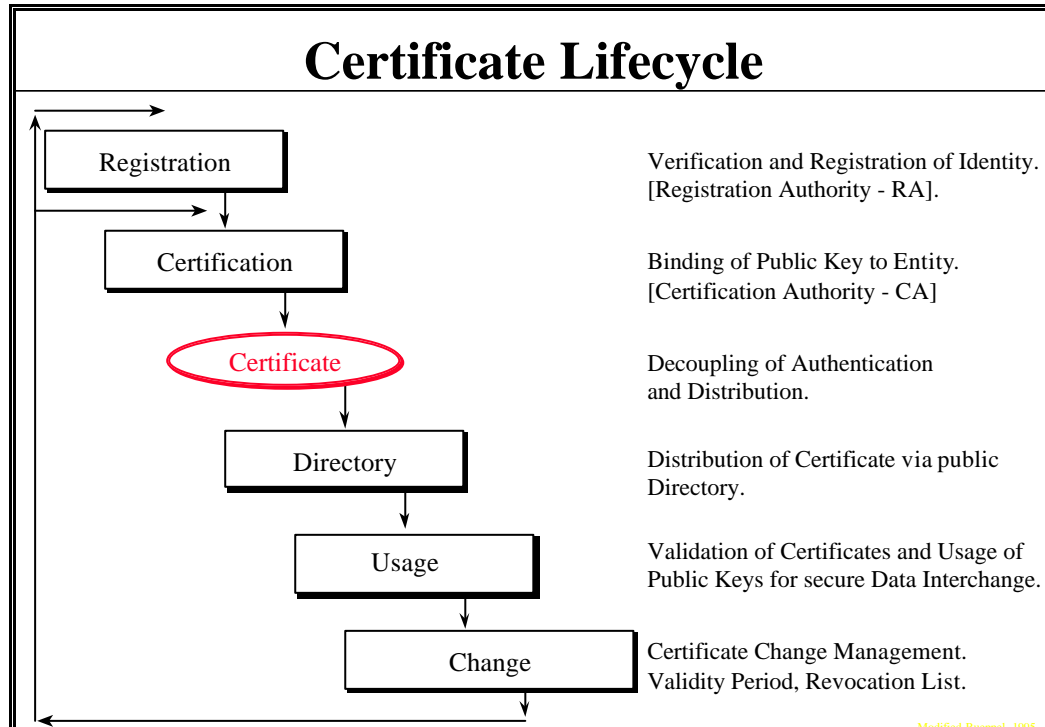 Certificate Lifecycle
Registration
Verification and Registration of Identity.
[Registration Authority - RA].
Certification
Binding of Public Key to Entity.
[Certification Authority - CA]
Certificate
Decoupling of Authentication
and Distribution.
Directory
Distribution of Certificate via public
Directory.
Usage
Validation of Certificates and Usage of
Public Keys for secure Data Interchange.
Change
Certificate Change Management.
Validity Period, Revocation List.